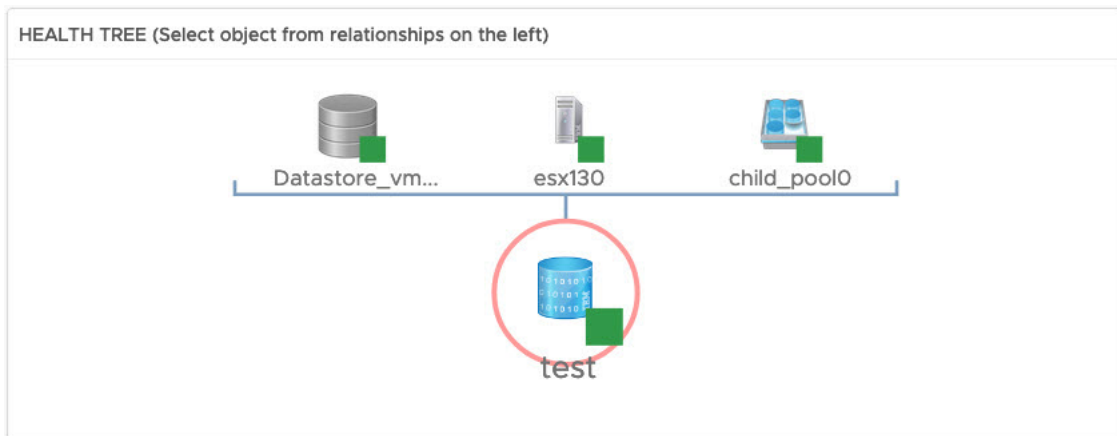 HEALTH TREE (Select object from relationships on the left)
Datastore_vm... esx130 child_pool0
test